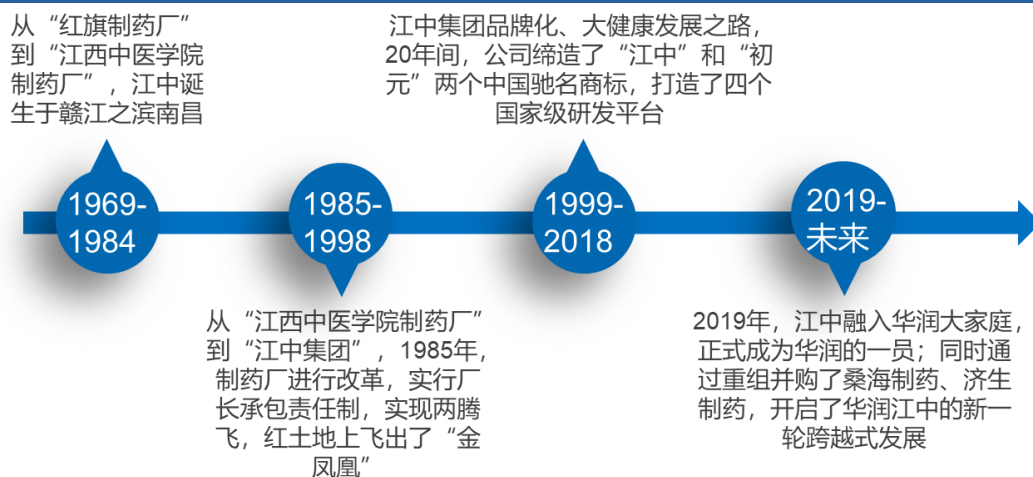 从“红旗制药厂”
到“江西中医学院
制药厂”，江中诞
生于赣江之滨南昌
1969-
1984
从“江西中医学院制药厂”
到“江中集团”，1985年，
制药厂进行改革，实行厂
长承包责任制，实现两腾
飞，红土地上飞出了“金
凤凰”
1985-
1998
江中集团品牌化、大健康发展之路，
20年间，公司缔造了“江中”和“初
元”两个中国驰名商标，打造了四个
国家级研发平台
1999-
2018
2019-
未来
2019年，江中融入华润大家庭，
正式成为华润的一员；同时通
过重组并购了桑海制药、济生
制药，开启了华润江中的新一
轮跨越式发展